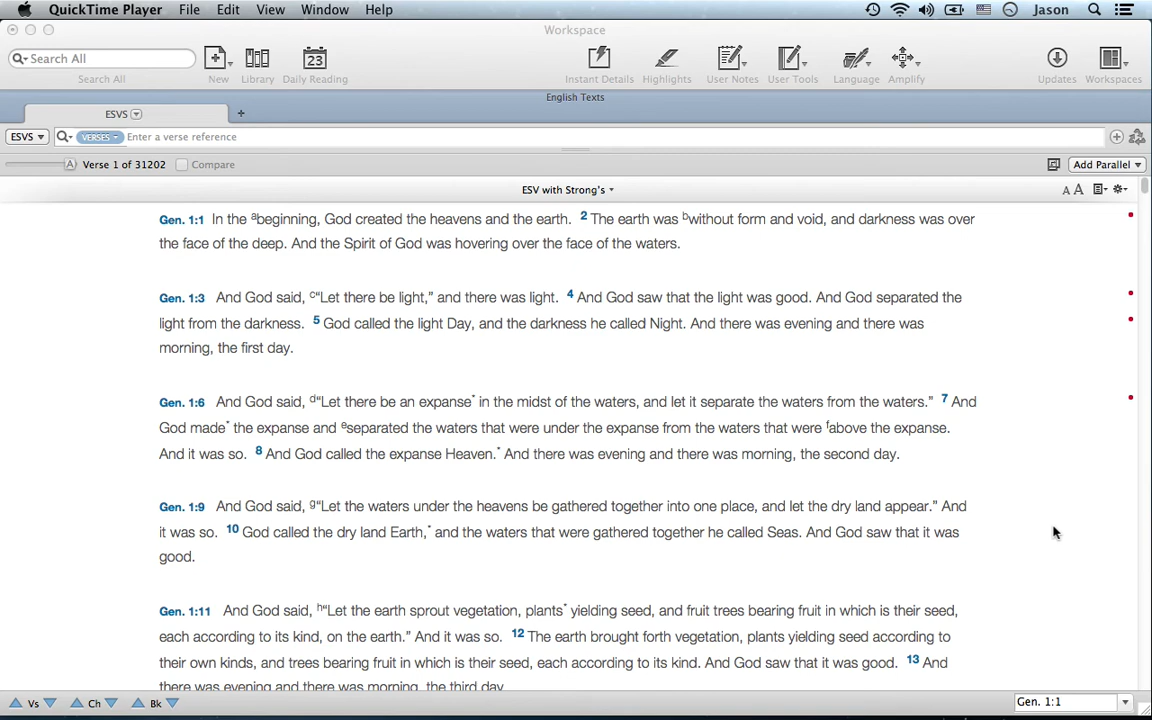 QuickTime Player File Edit View Window Help Jason
Workspace
Search All 23
Search All New Library Daily Reading Instant Details Highlights User Notes User Tools Language Amplify Updates Workspaces
English Texts
ESVS +
ESVS VERSES Enter a verse reference
A Verse 1 of 31202 Compare Add Parallel
ESV with Strong's A A
Gen. 1:1 In the abeginning, God created the heavens and the earth. 2 The earth was bwithout form and void, and darkness was over
the face of the deep. And the Spirit of God was hovering over the face of the waters.
Gen. 1:3 And God said, c“Let there be light,” and there was light. 4 And God saw that the light was good. And God separated the
light from the darkness. 5 God called the light Day, and the darkness he called Night. And there was evening and there was
morning, the first day.
Gen. 1:6 And God said, d“Let there be an expanse* in the midst of the waters, and let it separate the waters from the waters.” 7 And
God made* the expanse and eseparated the waters that were under the expanse from the waters that were fabove the expanse.
And it was so. 8 And God called the expanse Heaven.* And there was evening and there was morning, the second day.
Gen. 1:9 And God said, g“Let the waters under the heavens be gathered together into one place, and let the dry land appear.” And
it was so. 10 God called the dry land Earth,* and the waters that were gathered together he called Seas. And God saw that it was
good.
Gen. 1:11 And God said, h“Let the earth sprout vegetation, plants* yielding seed, and fruit trees bearing fruit in which is their seed,
each according to its kind, on the earth.” And it was so. 12 The earth brought forth vegetation, plants yielding seed according to
their own kinds, and trees bearing fruit in which is their seed, each according to its kind. And God saw that it was good. 13 And
there was evening and there was morning, the third day
Vs Ch Bk Gen. 1:1